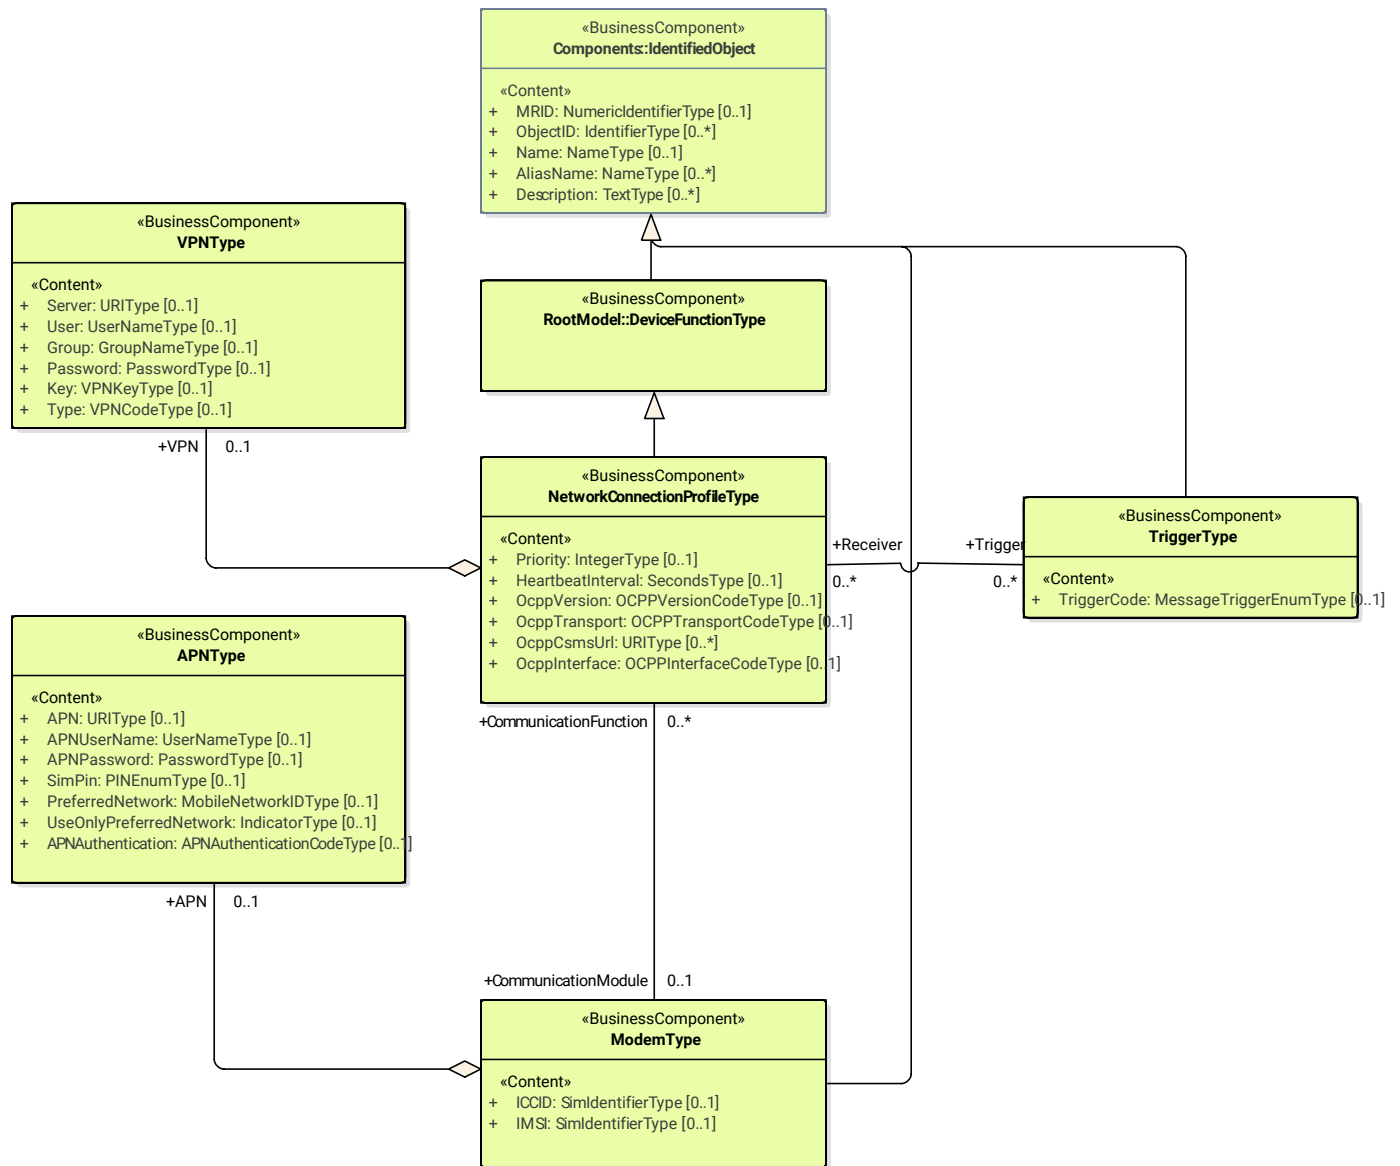 «BusinessComponent»
Components::IdentifiedObject
«Content»
+ MRID: NumericIdentifierType [0..1]
+ ObjectID: IdentifierType [0..*]
+ Name: NameType [0..1]
+ AliasName: NameType [0..*]
+ Description: TextType [0..*]
«BusinessComponent»
VPNType
«Content»
+ Server: URIType [0..1]
+ User: UserNameType [0..1]
+ Group: GroupNameType [0..1]
+ Password: PasswordType [0..1]
+ Key: VPNKeyType [0..1]
+ Type: VPNCodeType [0..1]
+VPN 0..1
«BusinessComponent»
RootModel::DeviceFunctionType
«BusinessComponent»
NetworkConnectionProfileType
«Content»
+ Priority: IntegerType [0..1]
+ HeartbeatInterval: SecondsType [0..1]
+ OcppVersion: OCPPVersionCodeType [0..1]
+ OcppTransport: OCPPTransportCodeType [0..1]
+ OcppCsmsUrl: URIType [0..*]
+ OcppInterface: OCPPInterfaceCodeType [0..1]
+Receiver +Trigger
0..* 0..*
«BusinessComponent»
TriggerType
«Content»
+ TriggerCode: MessageTriggerEnumType [0..1]
«BusinessComponent»
APNType
«Content»
+ APN: URIType [0..1]
+ APNUserName: UserNameType [0..1]
+ APNPassword: PasswordType [0..1]
+ SimPin: PINEnumType [0..1]
+ PreferredNetwork: MobileNetworkIDType [0..1]
+ UseOnlyPreferredNetwork: IndicatorType [0..1]
+ APNAuthentication: APNAuthenticationCodeType [0..1]
+APN 0..1
+CommunicationFunction 0..*
+CommunicationModule 0..1
«BusinessComponent»
ModemType
«Content»
+ ICCID: SimIdentifierType [0..1]
+ IMSI: SimIdentifierType [0..1]